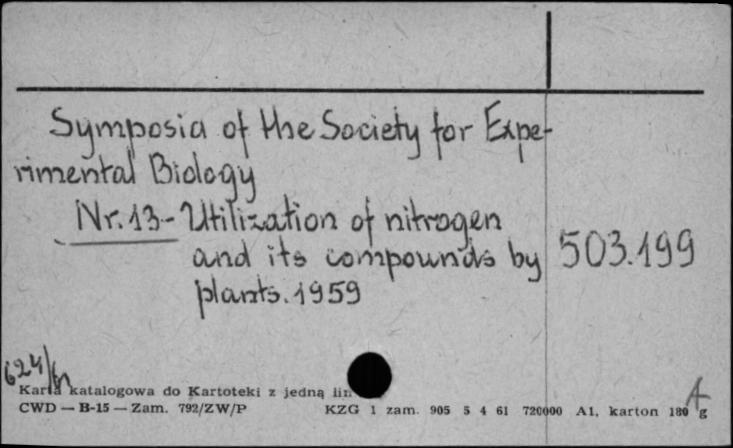 Symposia of the Society for Expe-
rimental Biology
Nr. 13 - Utilization of nitrogen
and its compounds by 503.199
plants. 1959
Karta katalogowa do Kartoteki z jedną lin
CWD — B-15 — Zam. 792/ZW/P KZG 1 zam. 905 5 4 61 720000 A1, karton 180 g